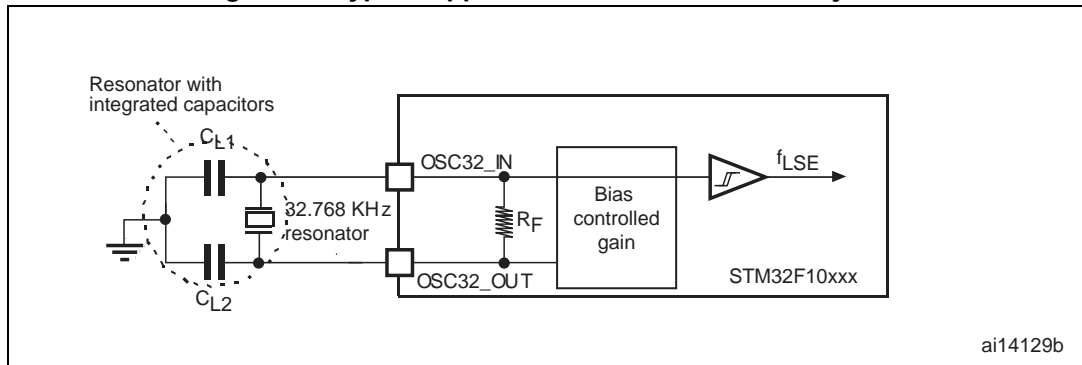 Resonator with
integrated capacitors
CL1
OSC32_IN
fLSE
32.768 KHz
resonator
RF
Bias
controlled
gain
OSC32_OUT
STM32F10xxx
CL2
ai14129b